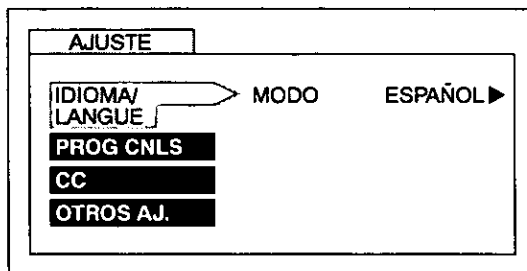 AJUSTE
IDIOMA/ MODO ESPAÑOL▶
LANGUE
PROG CNLS
CC
OTROS AJ.